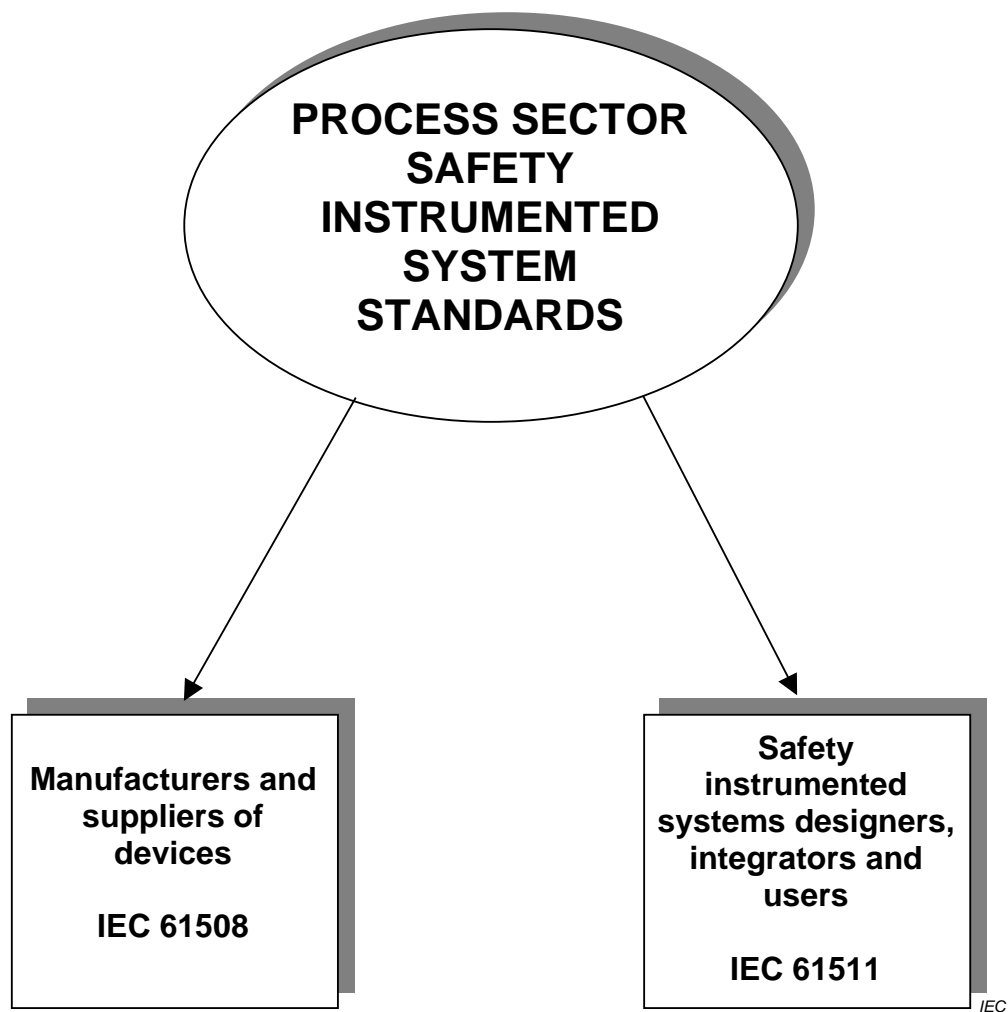 PROCESS SECTOR
SAFETY
INSTRUMENTED
SYSTEM
STANDARDS
Manufacturers and
suppliers of
devices
IEC 61508
Safety
instrumented
systems designers,
integrators and
users
IEC 61511
IEC